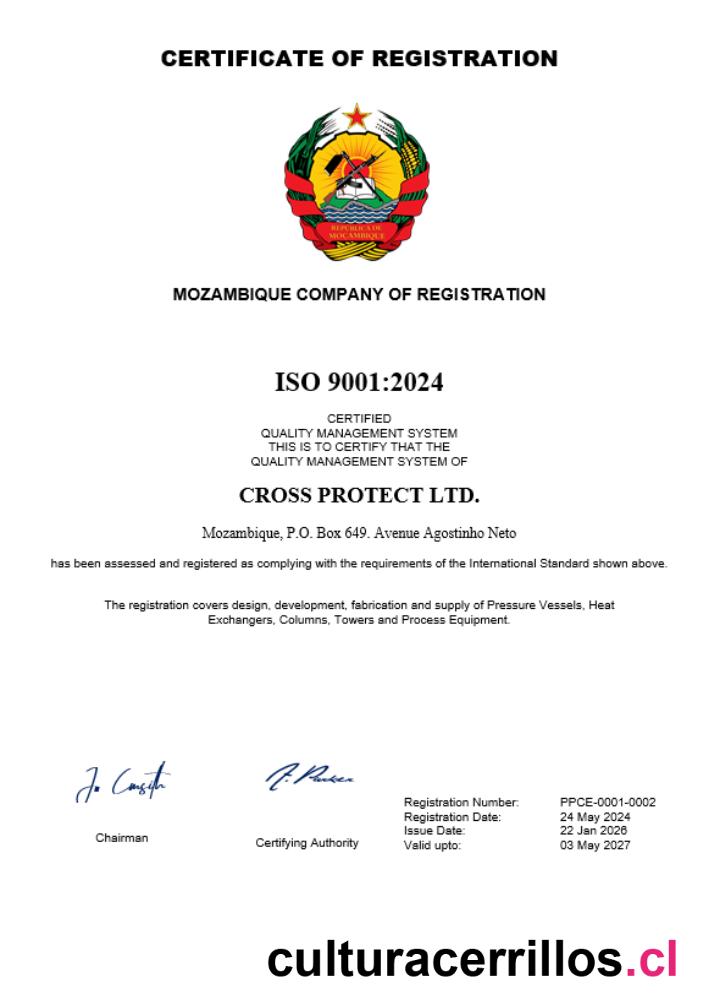 CERTIFICATE OF REGISTRATION
REPÚBLICA DE
MOÇAMBIQUE
MOZAMBIQUE COMPANY OF REGISTRATION
ISO 9001:2024
CERTIFIED
QUALITY MANAGEMENT SYSTEM
THIS IS TO CERTIFY THAT THE
QUALITY MANAGEMENT SYSTEM OF
CROSS PROTECT LTD.
Mozambique, P.O. Box 649. Avenue Agostinho Neto
has been assessed and registered as complying with the requirements of the International Standard shown above.
The registration covers design, development, fabrication and supply of Pressure Vessels, Heat
Exchangers, Columns, Towers and Process Equipment.
Chairman
Certifying Authority
Registration Number: PPCE-0001-0002
Registration Date: 24 May 2024
Issue Date: 22 Jan 2026
Valid upto: 03 May 2027
culturacerrillos.cl